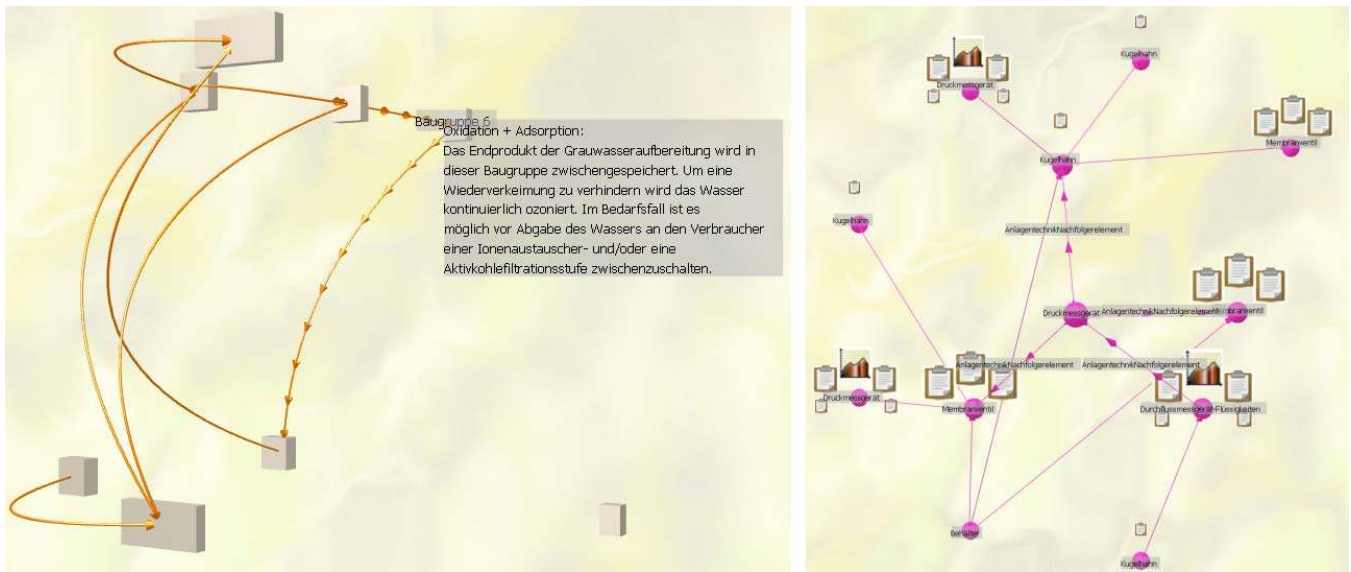 Baugruppe 6
Oxidation + Adsorption:
Das Endprodukt der Grauwasseraufbereitung wird in
dieser Baugruppe zwischengespeichert. Um eine
Wiederverkeimung zu verhindern wird das Wasser
kontinuierlich ozoniert. Im Bedarfsfall ist es
möglich vor Abgabe des Wassers an den Verbraucher
einer Ionenaustauscher- und/oder eine
Aktivkohlefiltrationsstufe zwischenzuschalten.
Kugelhahn
Druckmessgerät
Membranventil
Kugelhahn
Kugelhahn
AnlagentechnikNachfolgerelement
Druckmessgerät
AnlagentechnikNachfolgerelement
AnlagentechnikNachfolgerelement
AnlagentechnikNachfolgerelement
Druckmessgerät
Membranventil
Durchflussmessgerät-Flüssigkeiten
Behälter
Kugelhahn